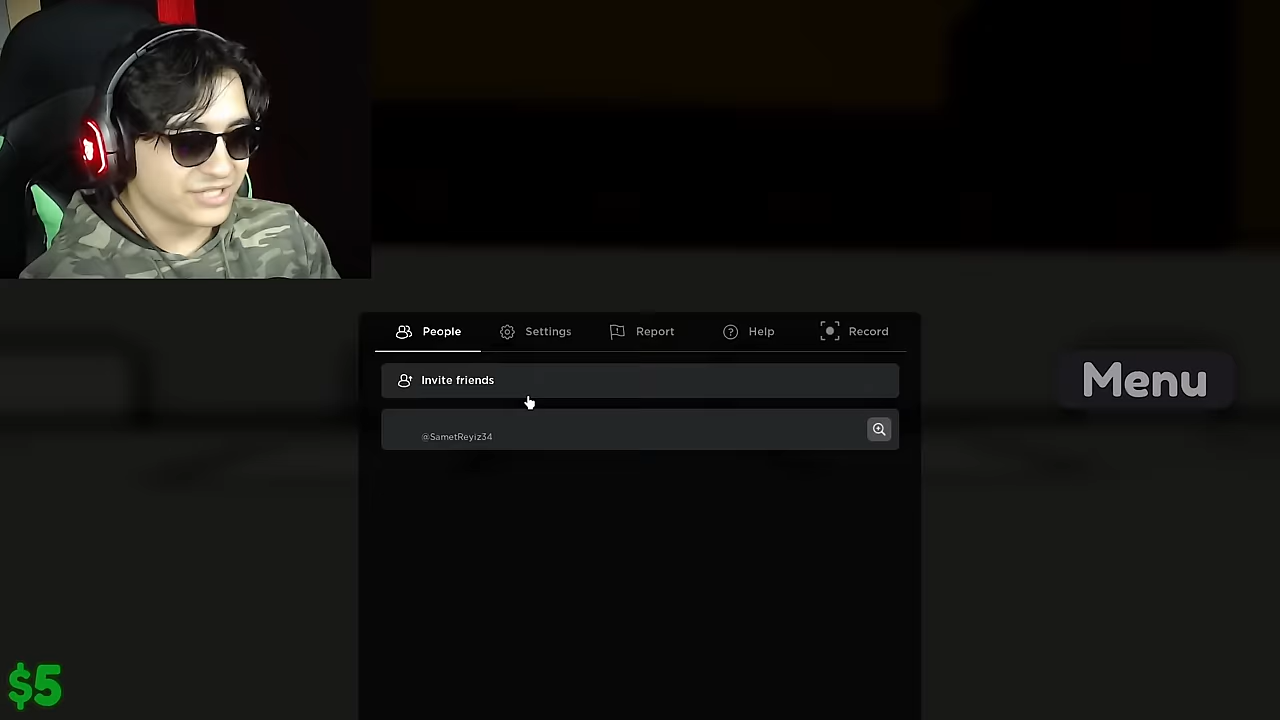 People
Settings
Report
Help
Record
Invite friends
Menu
@SametReyiz34
$5